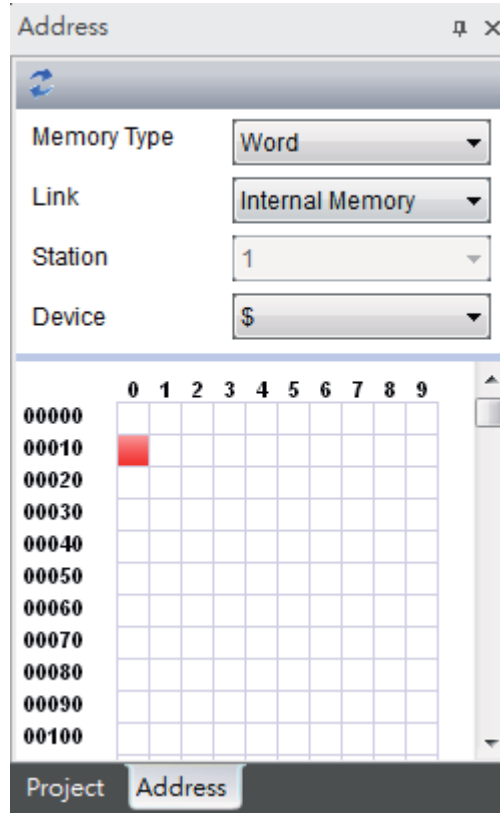 Address
Memory Type Word
Link Internal Memory
Station 1
Device $
0 1 2 3 4 5 6 7 8 9
00000
00010
00020
00030
00040
00050
00060
00070
00080
00090
00100
Project Address